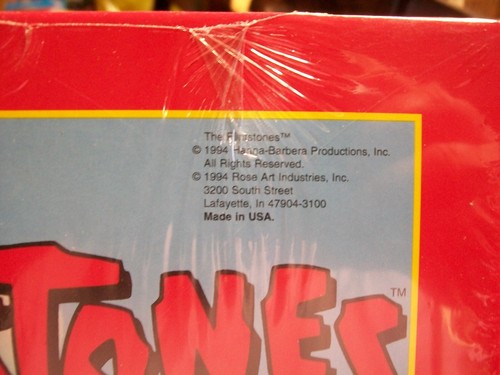 The Flintstones™
© 1994 Hanna-Barbera Productions, Inc.
All Rights Reserved.
© 1994 Rose Art Industries, Inc.
3200 South Street
Lafayette, In 47904-3100
Made in USA.
TONES™